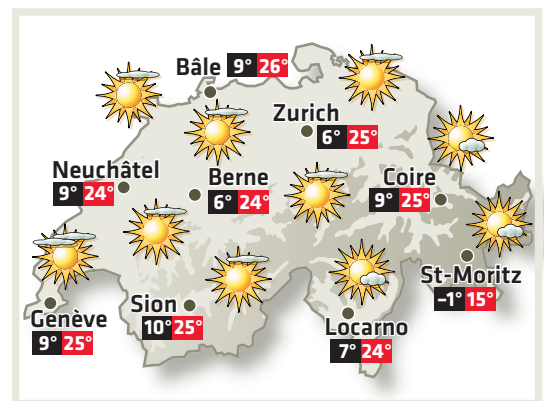 Bâle 9° 26°
Zurich
6° 25°
Neuchâtel
9° 24°
Berne
6° 24°
Coire
9° 25°
St-Moritz
–1° 15°
Sion
10° 25°
Genève
9° 25°
Locarno
7° 24°